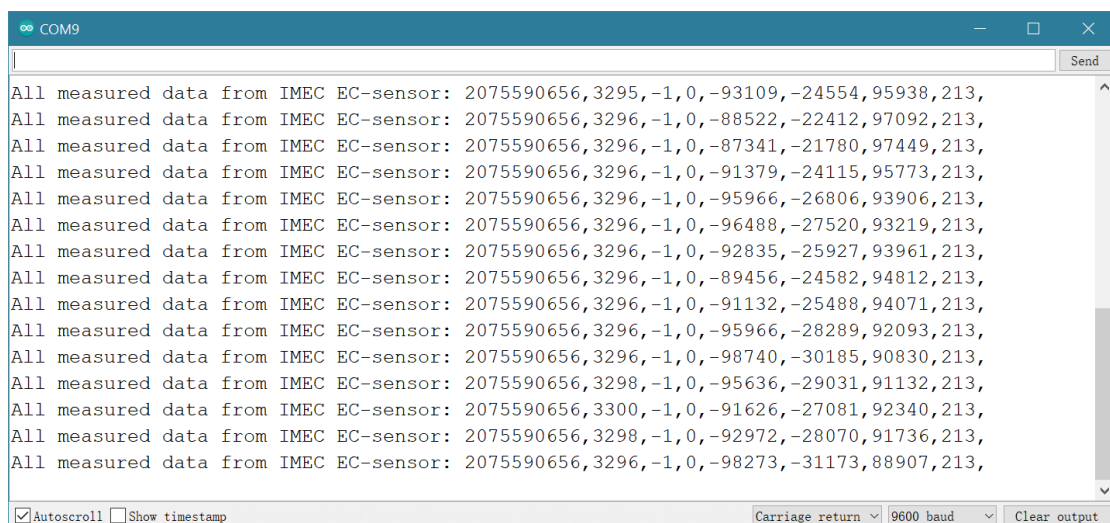 COM9
Send
All measured data from IMEC EC-sensor: 2075590656,3295,-1,0,-93109,-24554,95938,213,
All measured data from IMEC EC-sensor: 2075590656,3296,-1,0,-88522,-22412,97092,213,
All measured data from IMEC EC-sensor: 2075590656,3296,-1,0,-87341,-21780,97449,213,
All measured data from IMEC EC-sensor: 2075590656,3296,-1,0,-91379,-24115,95773,213,
All measured data from IMEC EC-sensor: 2075590656,3296,-1,0,-95966,-26806,93906,213,
All measured data from IMEC EC-sensor: 2075590656,3296,-1,0,-96488,-27520,93219,213,
All measured data from IMEC EC-sensor: 2075590656,3296,-1,0,-92835,-25927,93961,213,
All measured data from IMEC EC-sensor: 2075590656,3296,-1,0,-89456,-24582,94812,213,
All measured data from IMEC EC-sensor: 2075590656,3296,-1,0,-91132,-25488,94071,213,
All measured data from IMEC EC-sensor: 2075590656,3296,-1,0,-95966,-28289,92093,213,
All measured data from IMEC EC-sensor: 2075590656,3296,-1,0,-98740,-30185,90830,213,
All measured data from IMEC EC-sensor: 2075590656,3298,-1,0,-95636,-29031,91132,213,
All measured data from IMEC EC-sensor: 2075590656,3300,-1,0,-91626,-27081,92340,213,
All measured data from IMEC EC-sensor: 2075590656,3298,-1,0,-92972,-28070,91736,213,
All measured data from IMEC EC-sensor: 2075590656,3296,-1,0,-98273,-31173,88907,213,
Autoscroll Show timestamp Carriage return 9600 baud Clear output